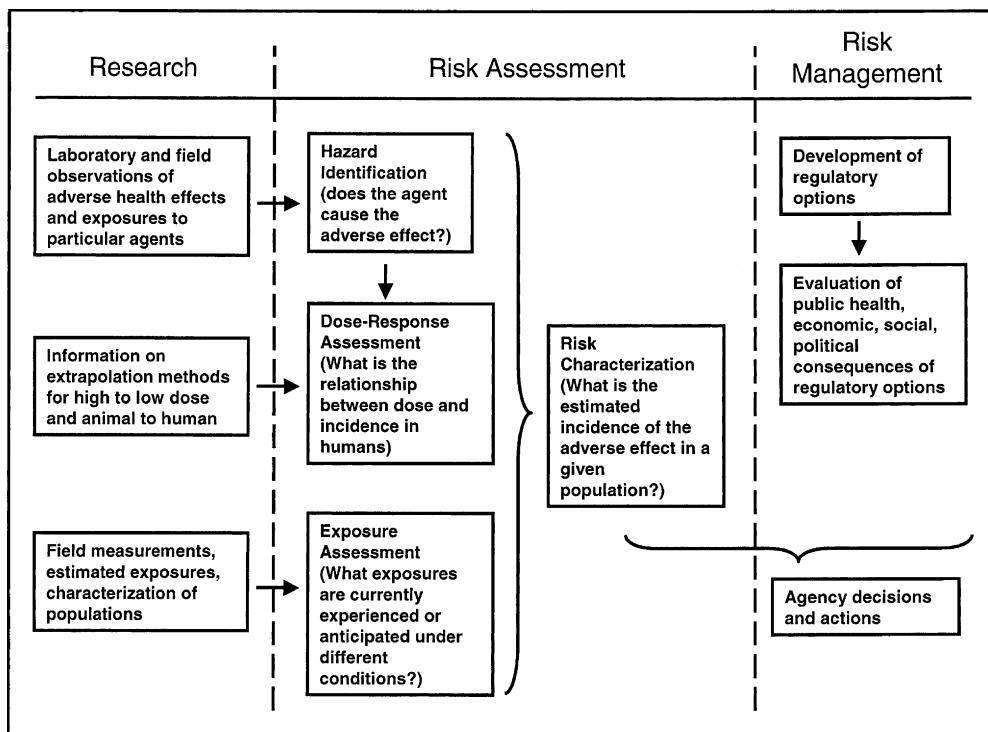 Research
Risk Assessment
Risk
Management
Laboratory and field
observations of
adverse health effects
and exposures to
particular agents
Hazard
Identification
(does the agent
cause the
adverse effect?)
Development of
regulatory
options
Information on
extrapolation methods
for high to low dose
and animal to human
Dose-Response
Assessment
(What is the
relationship
between dose and
incidence in
humans)
Risk
Characterization
(What is the
estimated
incidence of the
adverse effect in a
given
population?)
Evaluation of
public health,
economic, social,
political
consequences of
regulatory options
Field measurements,
estimated exposures,
characterization of
populations
Exposure
Assessment
(What exposures
are currently
experienced or
anticipated under
different
conditions?)
Agency decisions
and actions